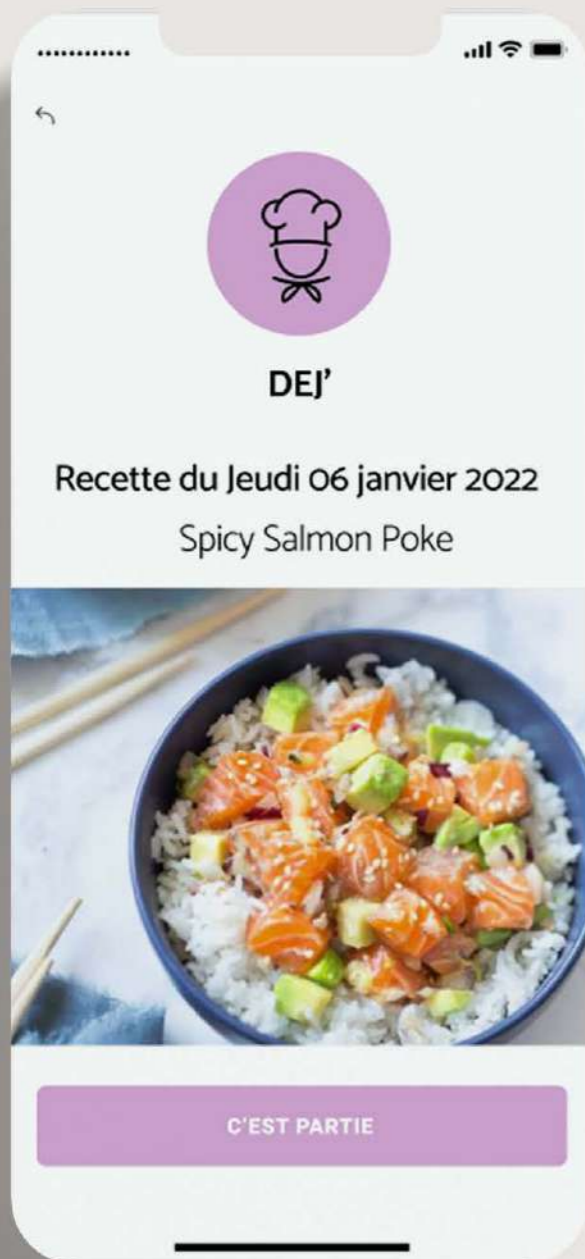 DEJ’
Recette du Jeudi 06 janvier 2022
Spicy Salmon Poke
C'EST PARTIE